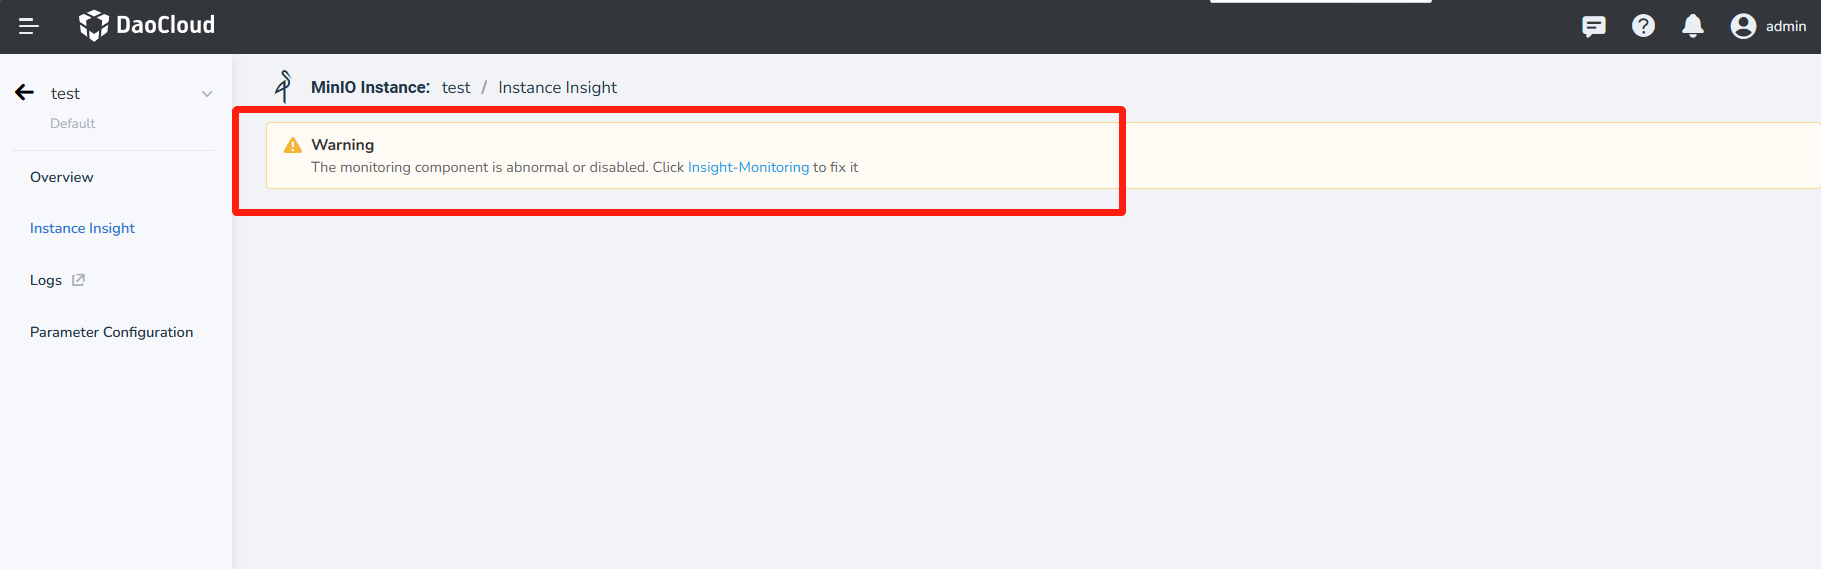 DaoCloud
admin
test
Default
Overview
Instance Insight
Logs
Parameter Configuration
MinIO Instance: test / Instance Insight
Warning
The monitoring component is abnormal or disabled. Click Insight-Monitoring to fix it